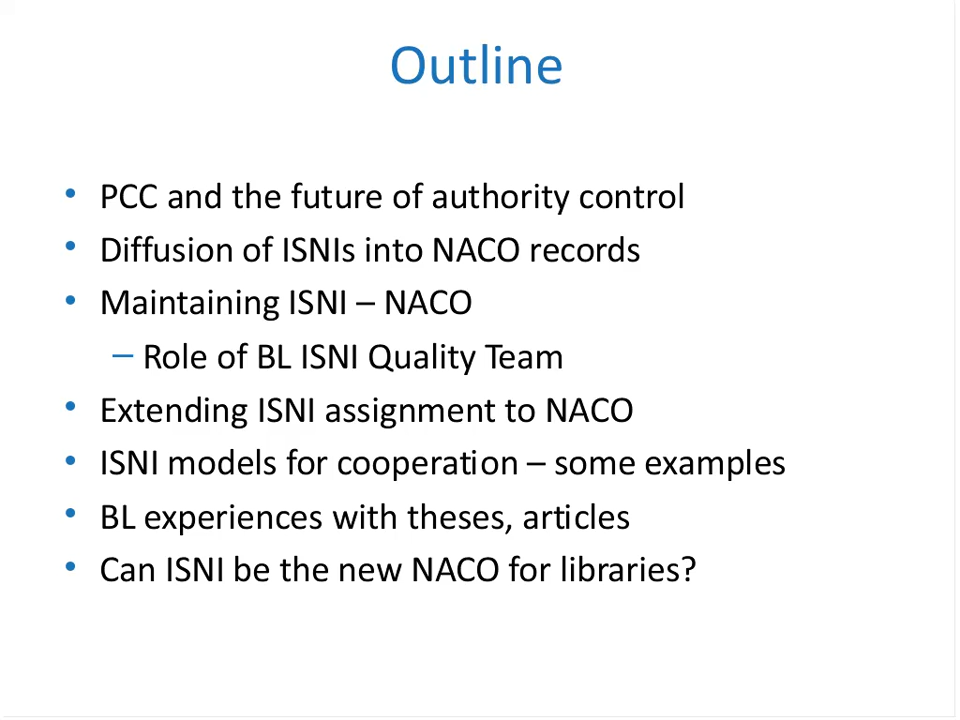 Outline
• PCC and the future of authority control
• Diffusion of ISNIs into NACO records
• Maintaining ISNI – NACO
– Role of BL ISNI Quality Team
• Extending ISNI assignment to NACO
• ISNI models for cooperation – some examples
• BL experiences with theses, articles
• Can ISNI be the new NACO for libraries?